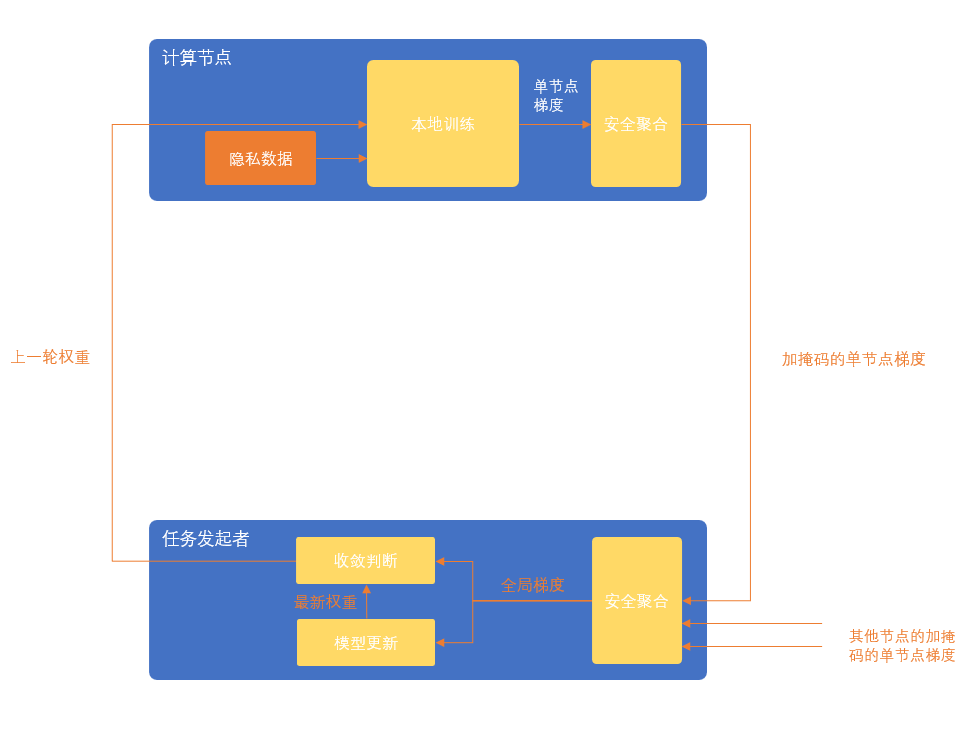 计算节点
单节点
梯度
本地训练
安全聚合
隐私数据
上一轮权重
加掩码的单节点梯度
任务发起者
收敛判断
全局梯度
最新权重
安全聚合
模型更新
其他节点的加掩
码的单节点梯度